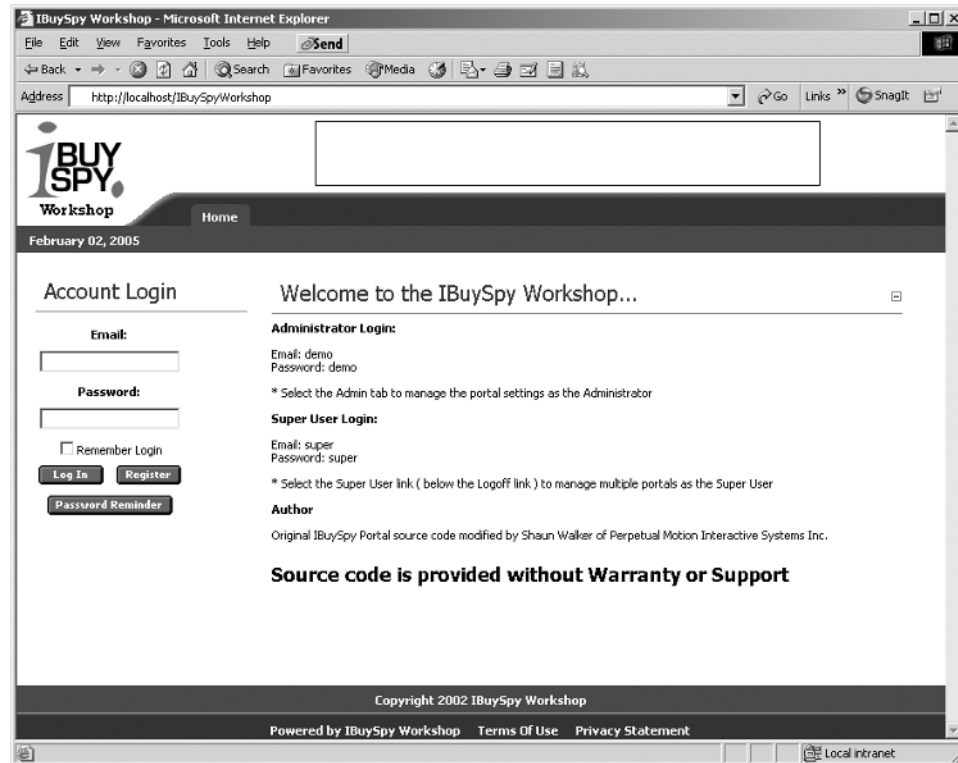 IBuySpy Workshop - Microsoft Internet Explorer
File Edit View Favorites Tools Help Send
Back Search Favorites Media
Address http://localhost/IBuySpyWorkshop Go Links » SnagIt
iBUY
SPY
Workshop
Home
February 02, 2005
Account Login
Email:
Password:
Remember Login
Log In Register
Password Reminder
Welcome to the IBuySpy Workshop...
Administrator Login:
Email: demo
Password: demo
* Select the Admin tab to manage the portal settings as the Administrator
Super User Login:
Email: super
Password: super
* Select the Super User link ( below the Logoff link ) to manage multiple portals as the Super User
Author
Original IBuySpy Portal source code modified by Shaun Walker of Perpetual Motion Interactive Systems Inc.
Source code is provided without Warranty or Support
Copyright 2002 IBuySpy Workshop
Powered by IBuySpy Workshop Terms Of Use Privacy Statement
Local intranet